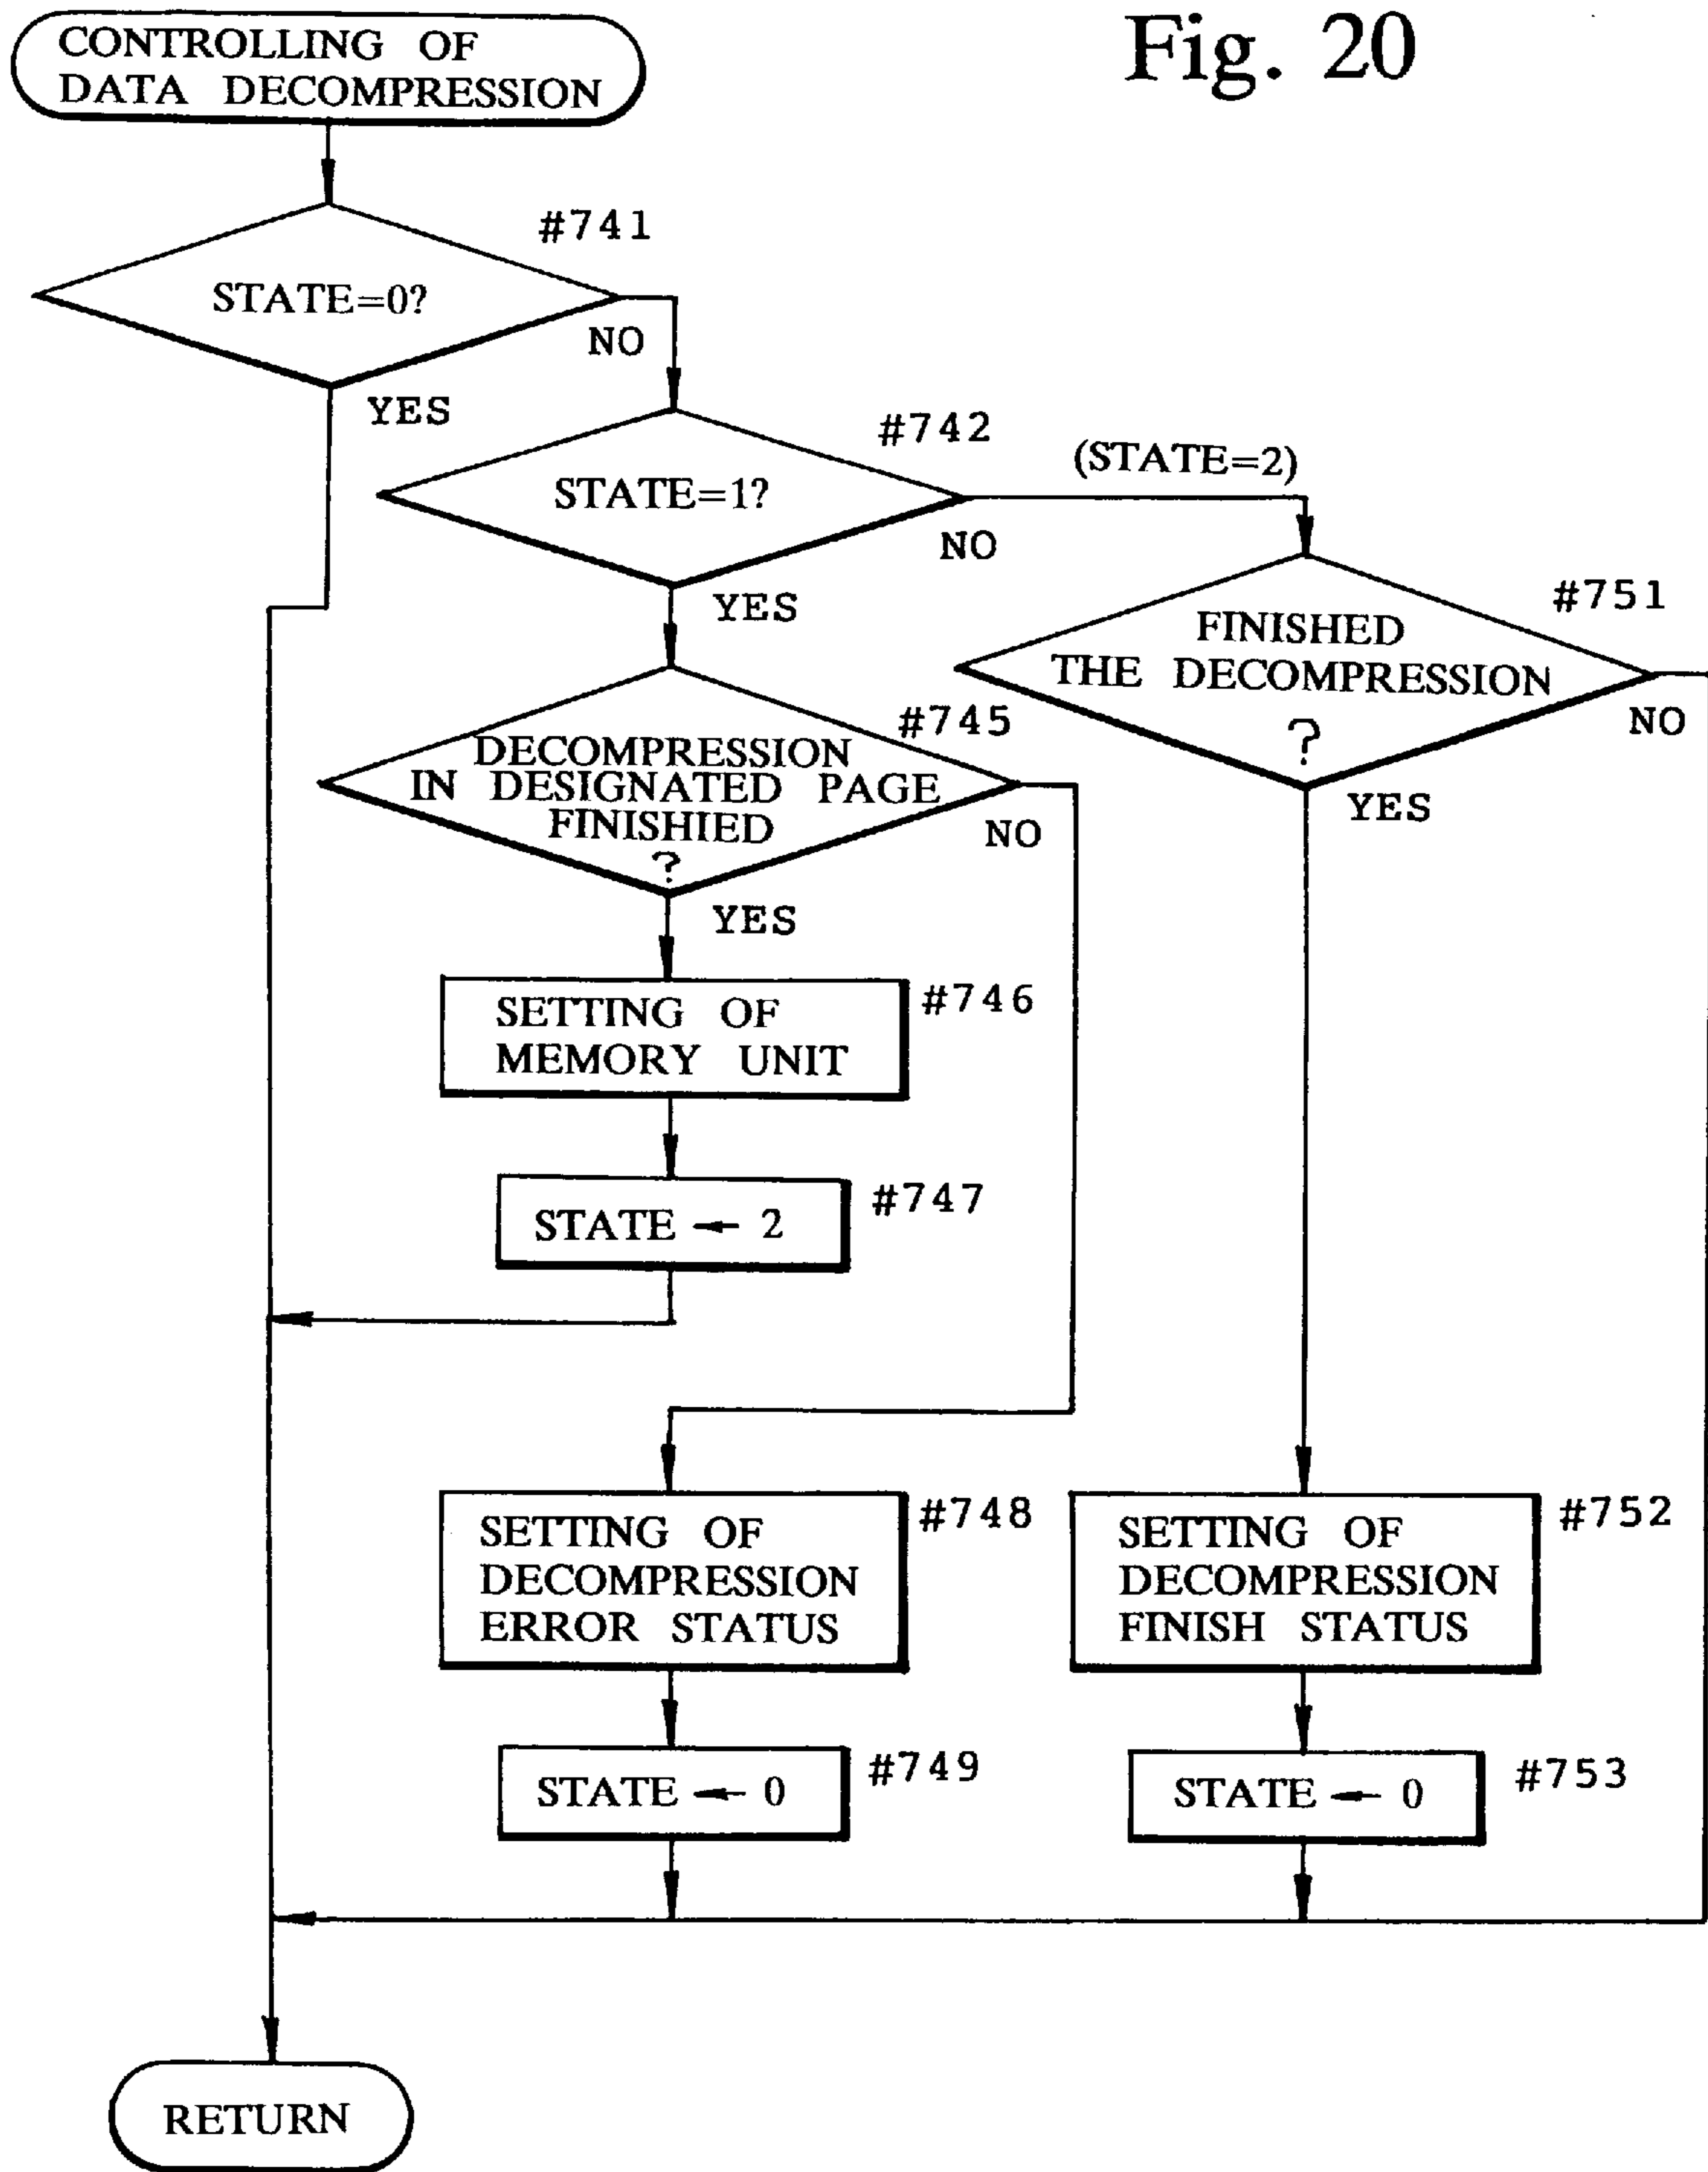 Fig. 20
CONTROLLING OF
DATA DECOMPRESSION
#741
STATE=0?
NO
YES
#742
STATE=1?
(STATE=2)
NO
YES
#751
FINISHED
THE DECOMPRESSION
?
NO
YES
#745
DECOMPRESSION
IN DESIGNATED PAGE
FINISHIED
?
NO
YES
#746
SETTING OF
MEMORY UNIT
#747
STATE ← 2
#748
SETTING OF
DECOMPRESSION
ERROR STATUS
#752
SETTING OF
DECOMPRESSION
FINISH STATUS
#749
STATE ← 0
#753
STATE ← 0
RETURN